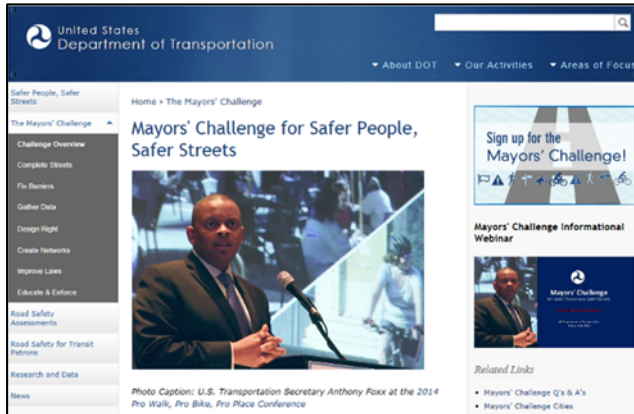 United States
Department of Transportation
About DOT
Our Activities
Areas of Focus
Safer People, Safer
Streets
The Mayors' Challenge
Challenge Overview
Complete Streets
Fix Barriers
Gather Data
Design Right
Create Networks
Improve Laws
Educate & Enforce
Road Safety
Assessments
Road Safety for Transit
Patrons
Research and Data
News
Home › The Mayors' Challenge
Mayors' Challenge for Safer People,
Safer Streets
Photo Caption: U.S. Transportation Secretary Anthony Foxx at the 2014
Pro Walk, Pro Bike, Pro Place Conference
Sign up for the
Mayors' Challenge!
Mayors' Challenge Informational
Webinar
Mayors' Challenge
Related Links
Mayors' Challenge Q's & A's
Mayors' Challenge Cities